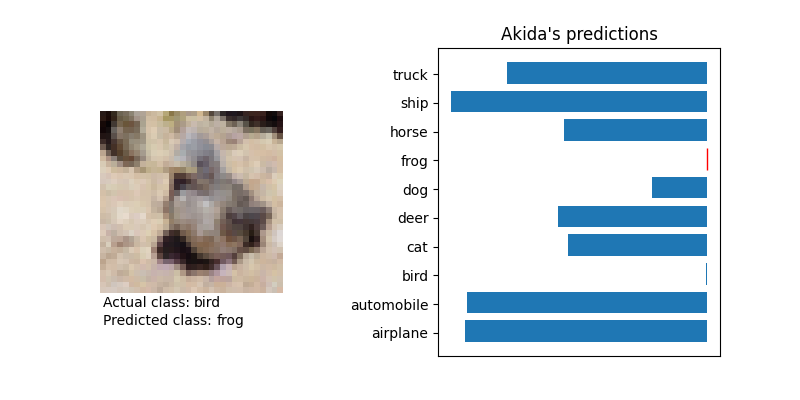 Akida's predictions
truck
ship
horse
frog
dog
deer
cat
bird
automobile
airplane
Actual class: bird
Predicted class: frog